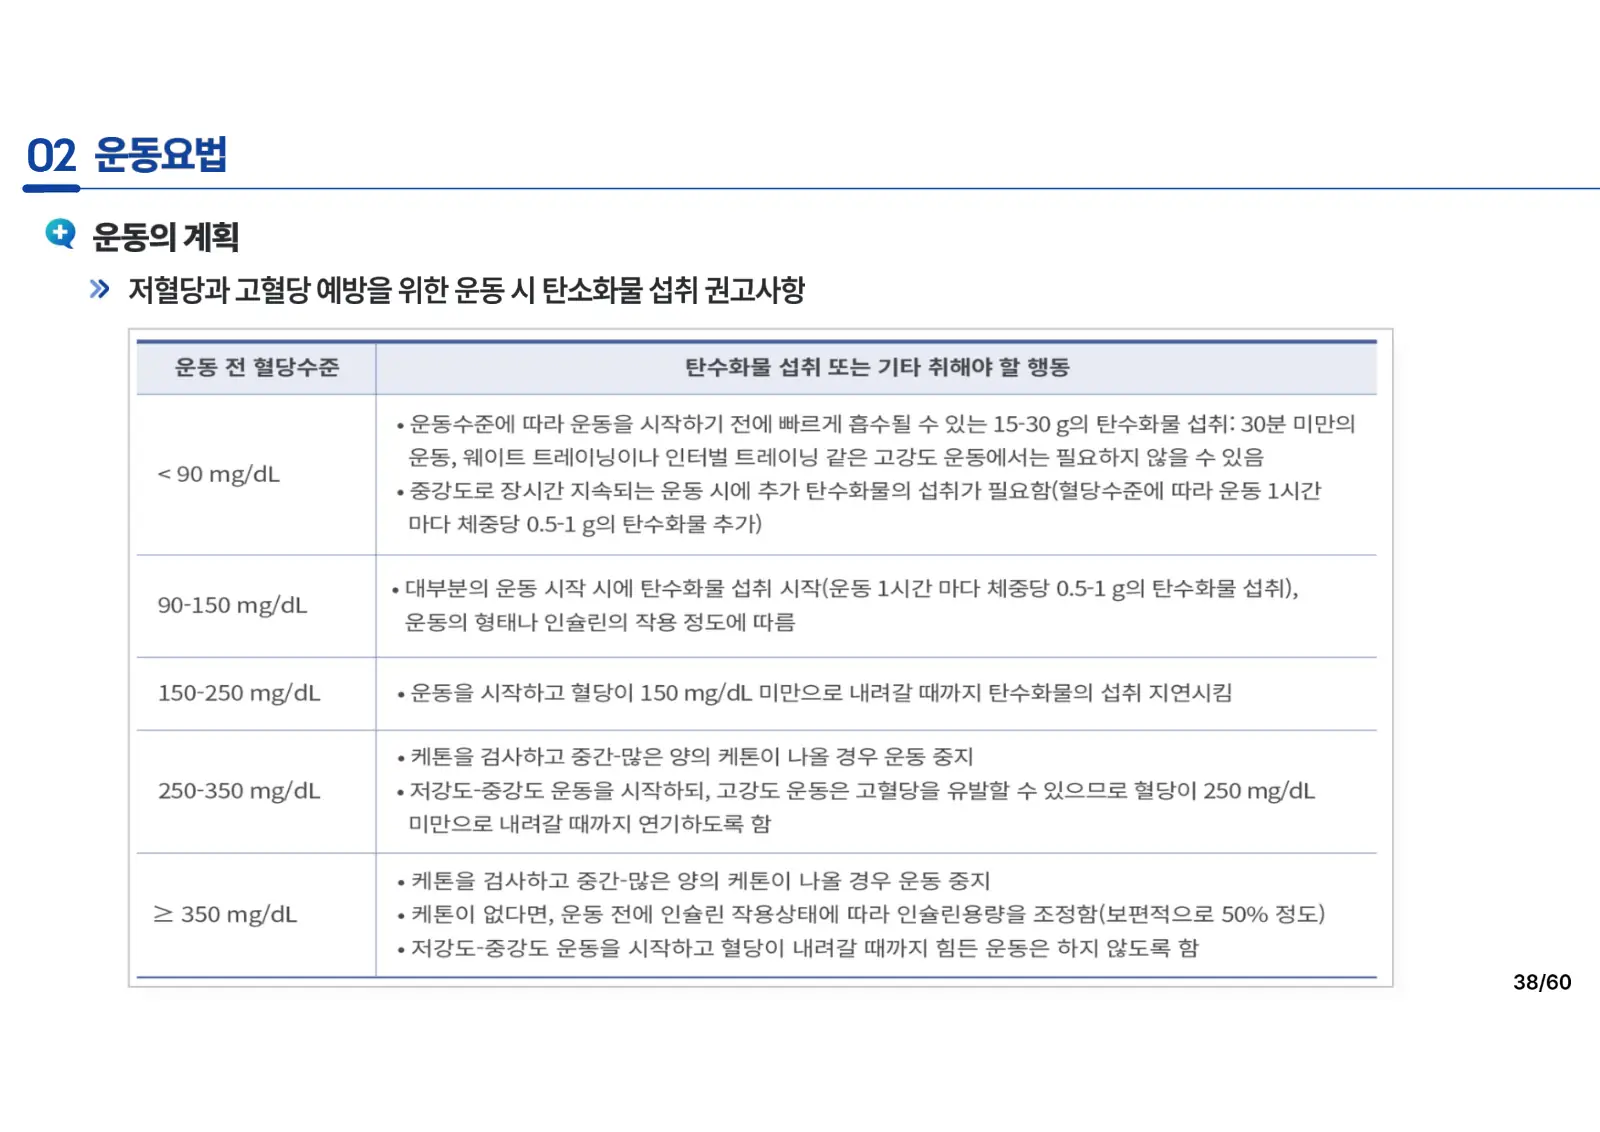 02 운동요법
운동의 계획
저혈당과 고혈당 예방을 위한 운동 시 탄소화물 섭취 권고사항
운동 전 혈당수준
탄수화물 섭취 또는 기타 취해야 할 행동
< 90 mg/dL
• 운동수준에 따라 운동을 시작하기 전에 빠르게 흡수될 수 있는 15-30 g의 탄수화물 섭취: 30분 미만의
운동, 웨이트 트레이닝이나 인터벌 트레이닝 같은 고강도 운동에서는 필요하지 않을 수 있음
• 중강도로 장시간 지속되는 운동 시에 추가 탄수화물의 섭취가 필요함(혈당수준에 따라 운동 1시간
마다 체중당 0.5-1 g의 탄수화물 추가)
90-150 mg/dL
• 대부분의 운동 시작 시에 탄수화물 섭취 시작(운동 1시간 마다 체중당 0.5-1 g의 탄수화물 섭취),
운동의 형태나 인슐린의 작용 정도에 따름
150-250 mg/dL
• 운동을 시작하고 혈당이 150 mg/dL 미만으로 내려갈 때까지 탄수화물의 섭취 지연시킴
250-350 mg/dL
• 케톤을 검사하고 중간-많은 양의 케톤이 나올 경우 운동 중지
• 저강도-중강도 운동을 시작하되, 고강도 운동은 고혈당을 유발할 수 있으므로 혈당이 250 mg/dL
미만으로 내려갈 때까지 연기하도록 함
≥ 350 mg/dL
• 케톤을 검사하고 중간-많은 양의 케톤이 나올 경우 운동 중지
• 케톤이 없다면, 운동 전에 인슐린 작용상태에 따라 인슐린용량을 조정함(보편적으로 50% 정도)
• 저강도-중강도 운동을 시작하고 혈당이 내려갈 때까지 힘든 운동은 하지 않도록 함
38/60